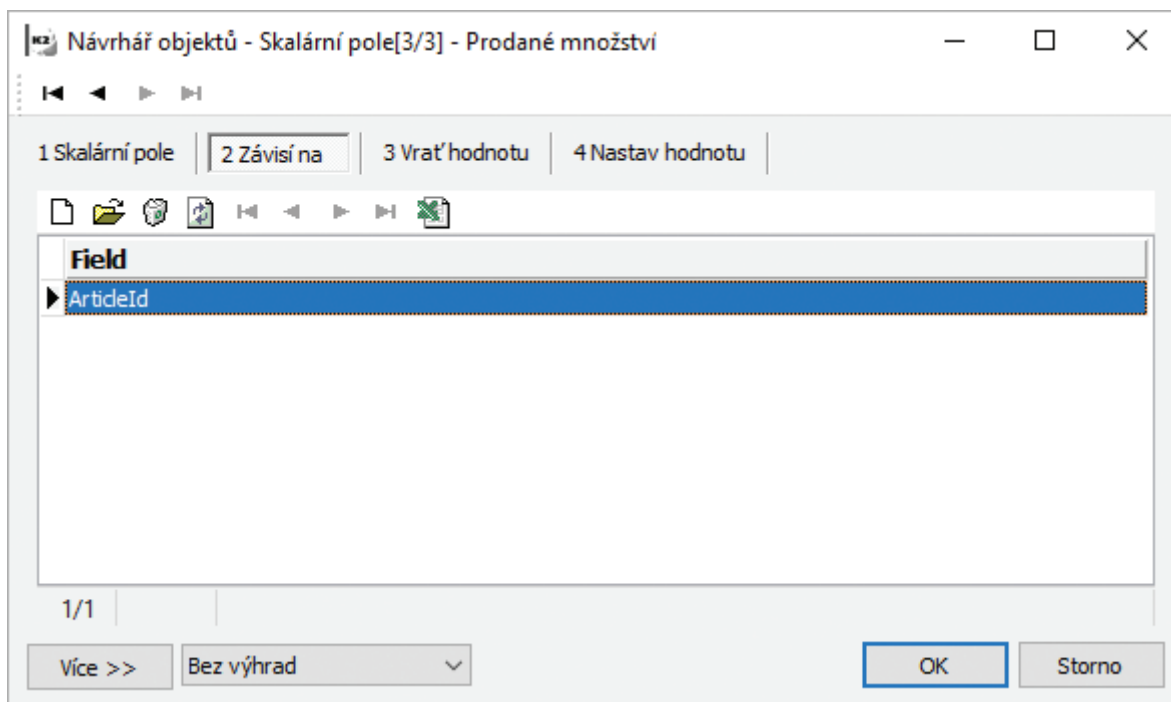 K2 Návrhář objektů - Skalární pole[3/3] - Prodané množství
1 Skalární pole 2 Závisí na 3 Vrať hodnotu 4 Nastav hodnotu
Field
ArticleId
1/1
Více >> Bez výhrad OK Storno